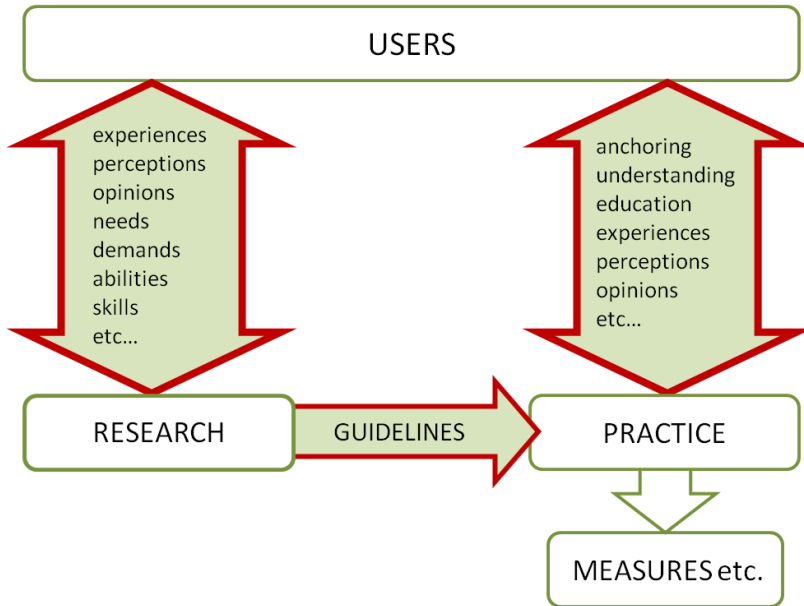 USERS
experiences
perceptions
opinions
needs
demands
abilities
skills
etc...
anchoring
understanding
education
experiences
perceptions
opinions
etc...
RESEARCH
GUIDELINES
PRACTICE
MEASURES etc.